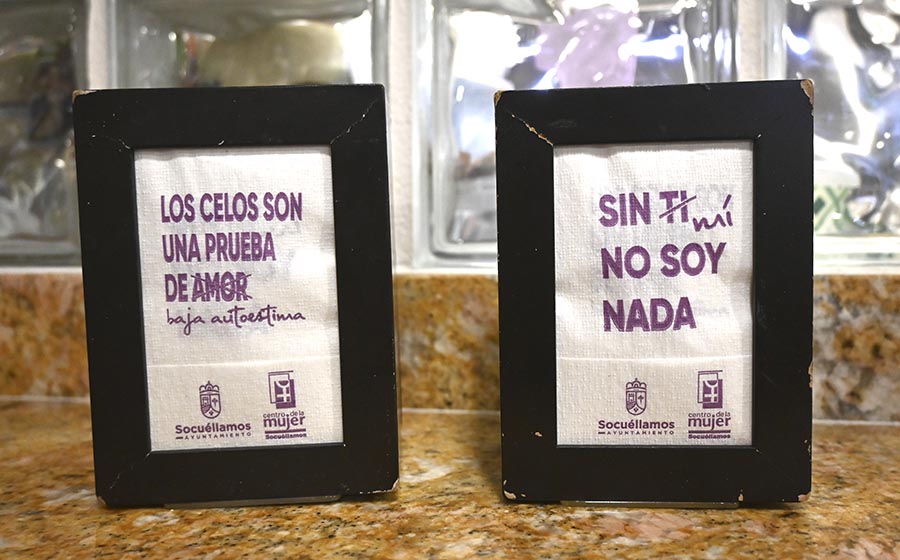 LOS CELOS SON
UNA PRUEBA
DE AMOR
baja autoestima
Socuéllamos
AYUNTAMIENTO
centro de la
mujer
Socuéllamos
SIN TI mí
NO SOY
NADA
Socuéllamos
AYUNTAMIENTO
centro de la
mujer
Socuéllamos